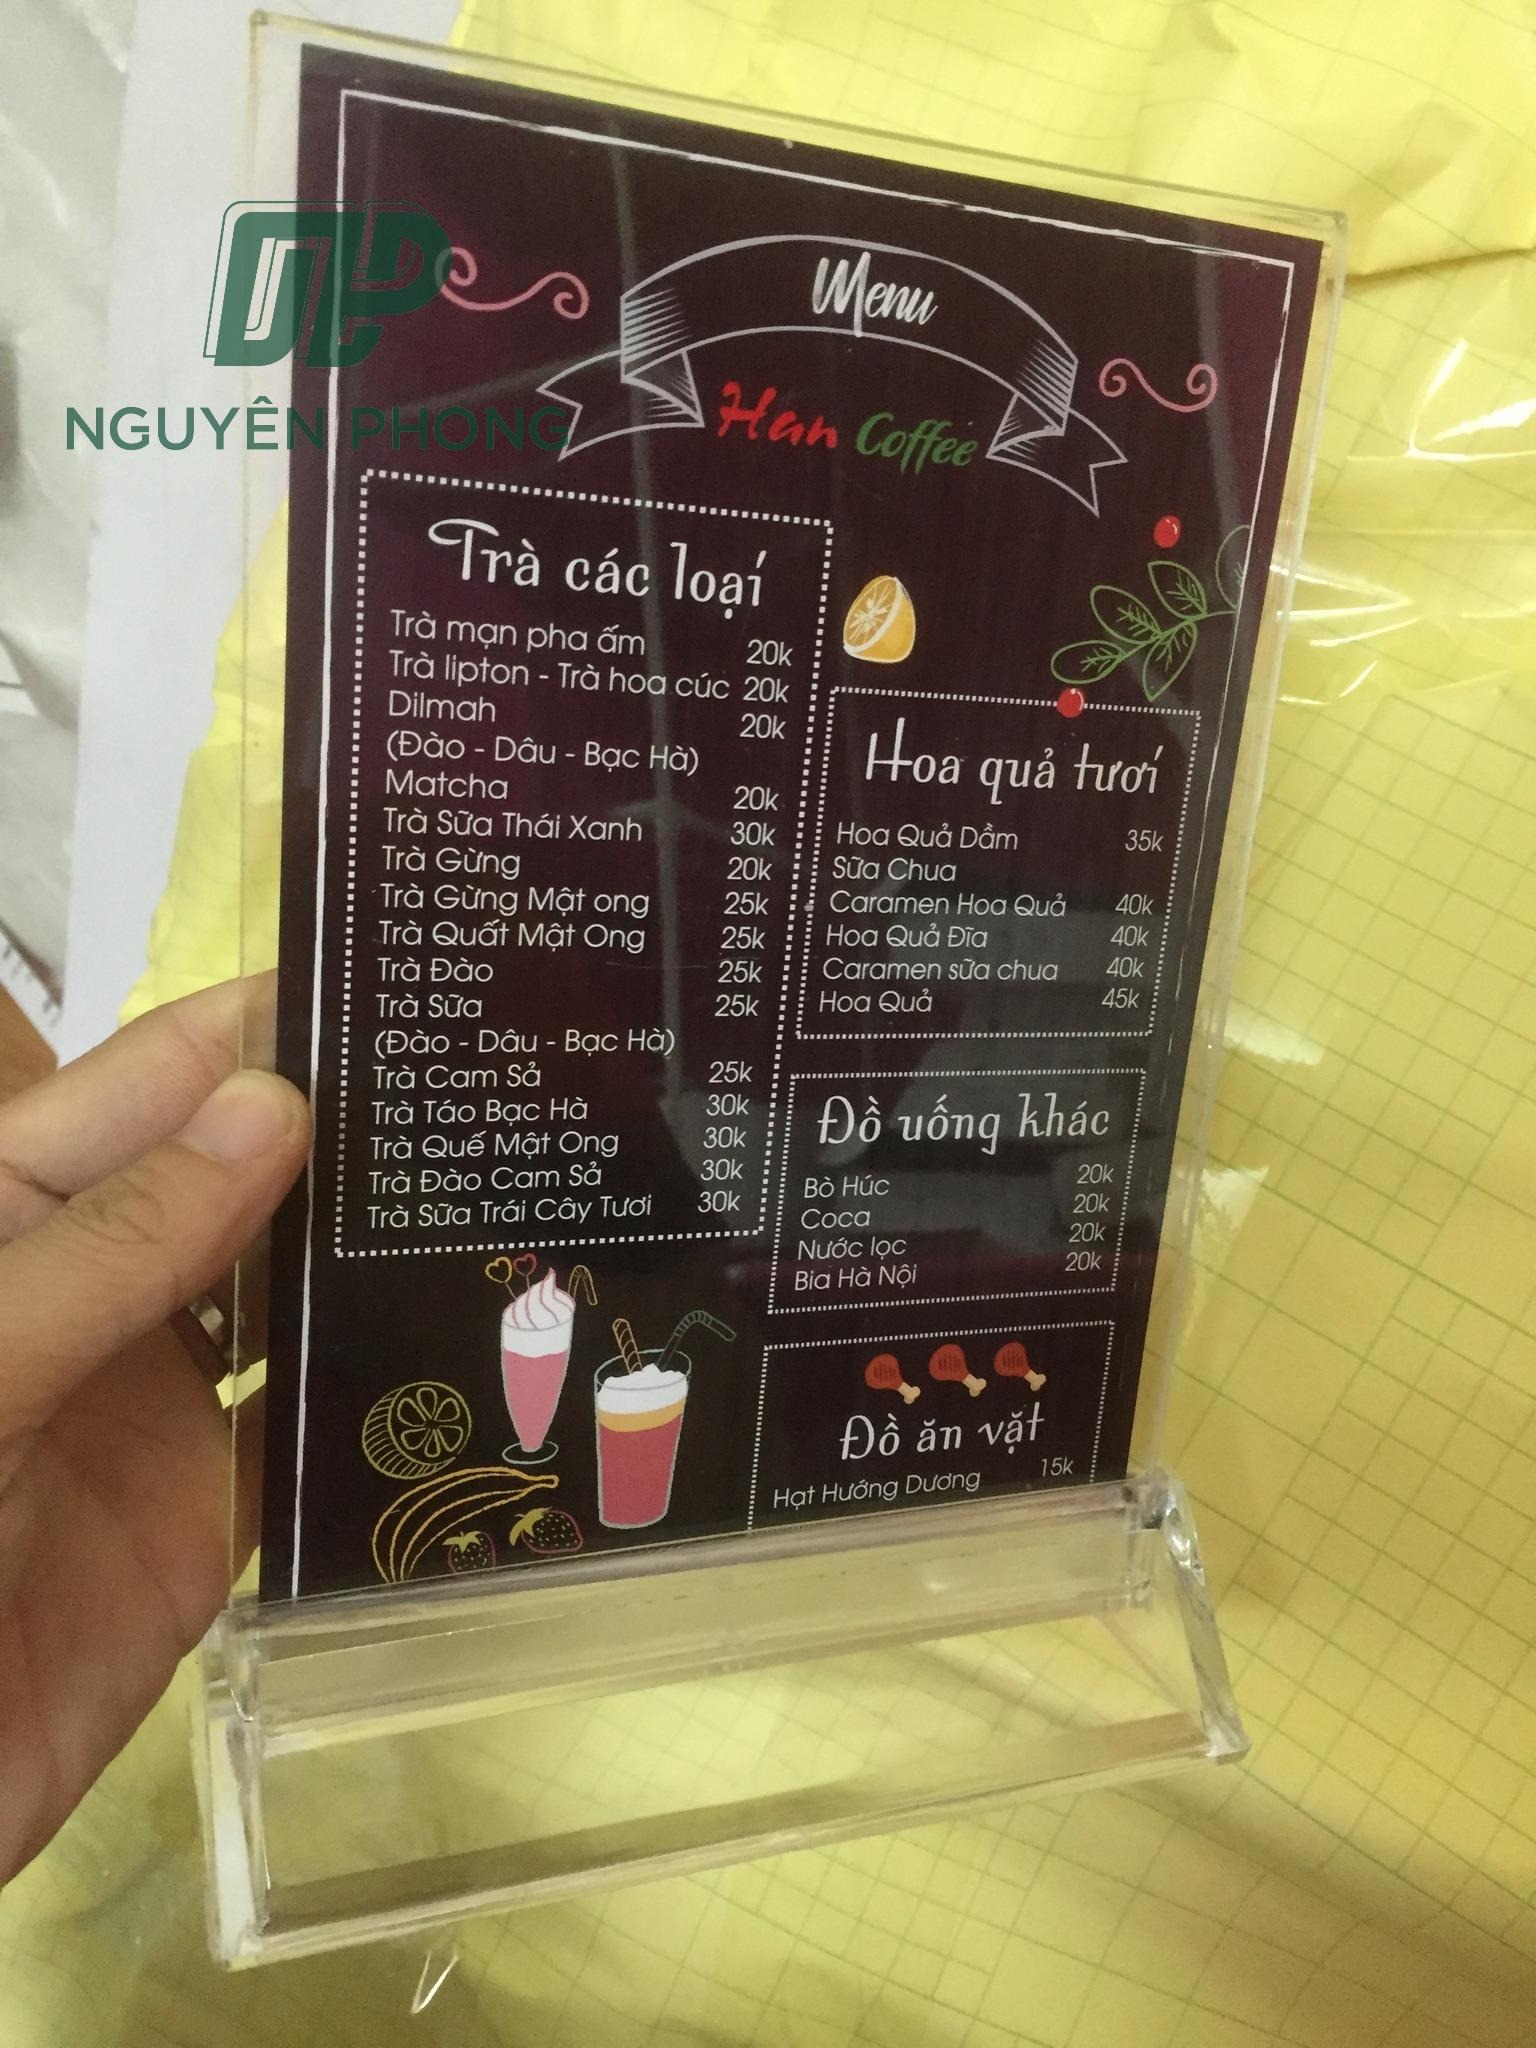 NGUYÊN PHONG
Menu
Han Coffee
Trà các loại
Trà mạn pha ấm 20k
Trà lipton - Trà hoa cúc 20k
Dilmah 20k
(Đào - Dâu - Bạc Hà)
Matcha 20k
Trà Sữa Thái Xanh 30k
Trà Gừng 20k
Trà Gừng Mật ong 25k
Trà Quất Mật Ong 25k
Trà Đào 25k
Trà Sữa 25k
(Đào - Dâu - Bạc Hà)
Trà Cam Sả 25k
Trà Táo Bạc Hà 30k
Trà Quế Mật Ong 30k
Trà Đào Cam Sả 30k
Trà Sữa Trái Cây Tươi 30k
Hoa quả tươi
Hoa Quả Dầm 35k
Sữa Chua
Caramen Hoa Quả 40k
Hoa Quả Đĩa 40k
Caramen sữa chua 40k
Hoa Quả 45k
Đồ uống khác
Bò Húc 20k
Coca 20k
Nước lọc 20k
Bia Hà Nội 20k
Đồ ăn vặt
Hạt Hướng Dương 15k